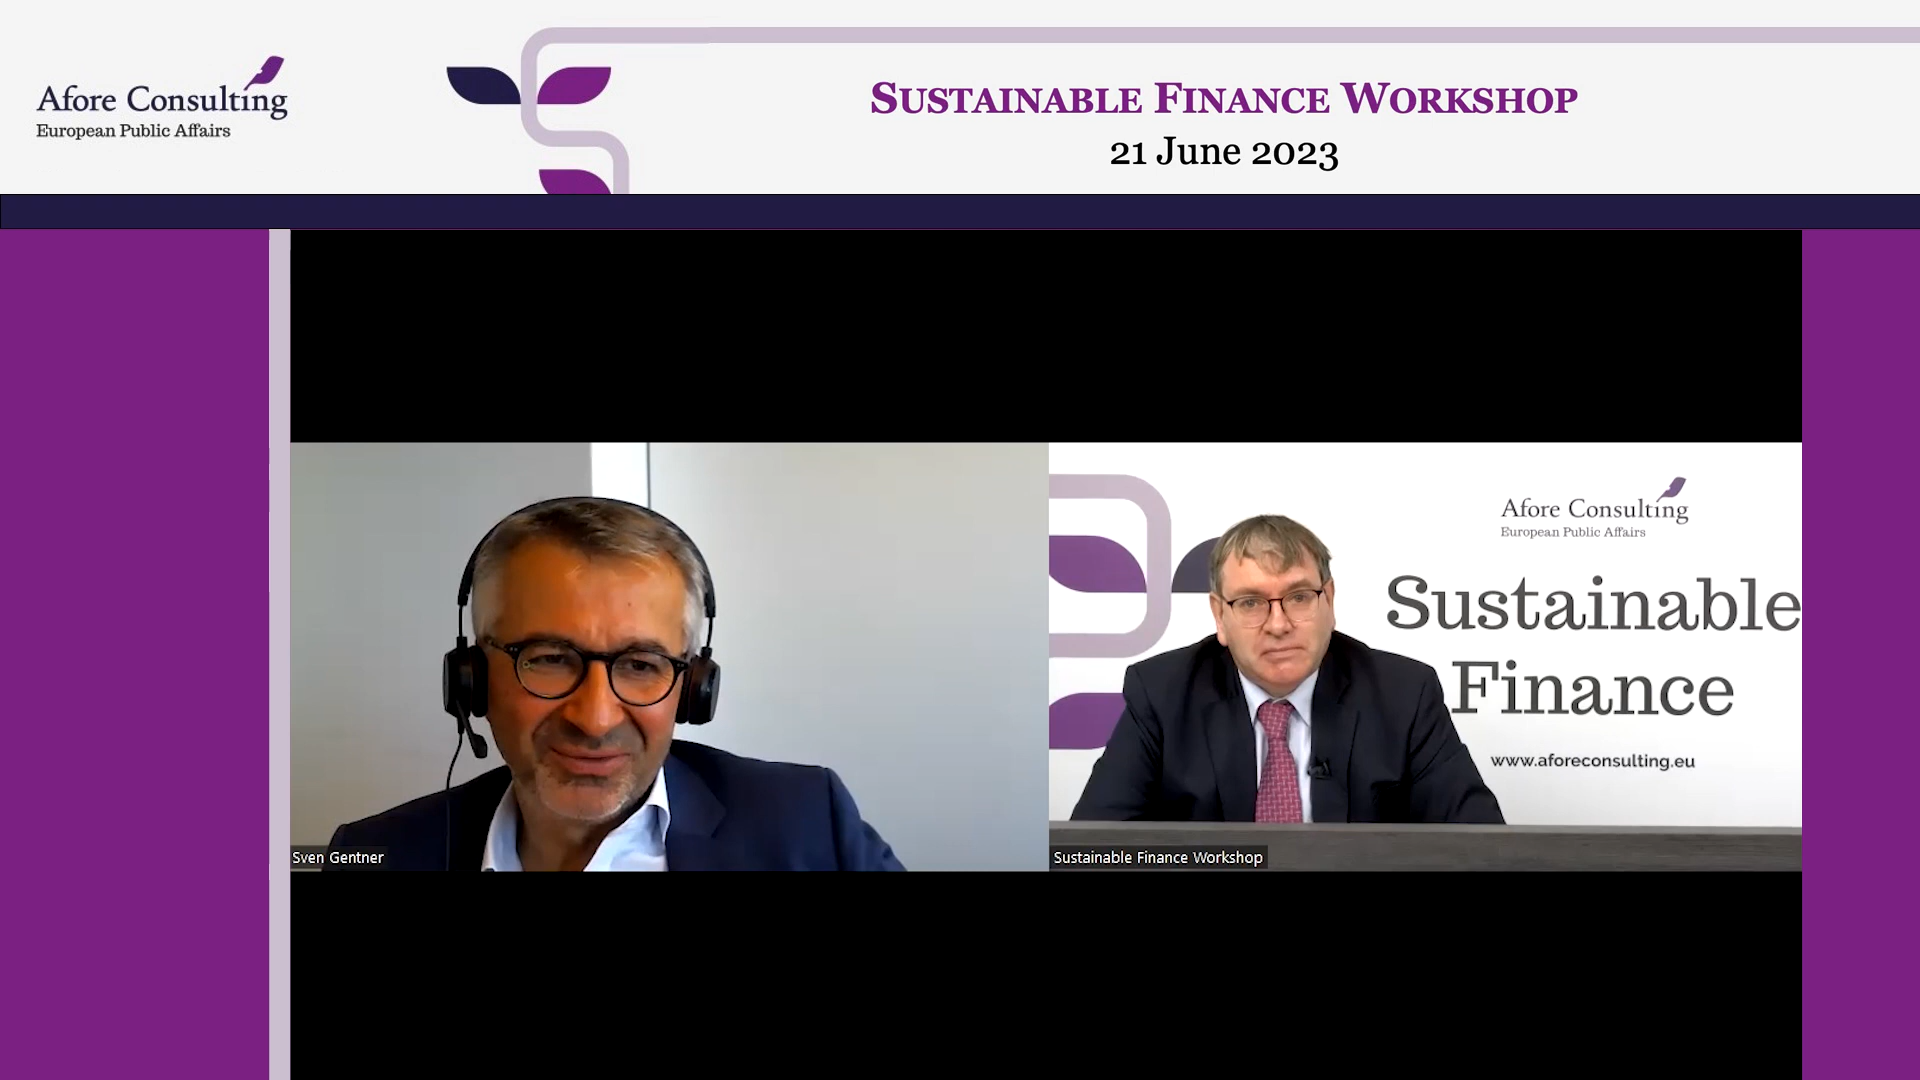 Afore Consulting
European Public Affairs
SUSTAINABLE FINANCE WORKSHOP
21 June 2023
Afore Consulting
European Public Affairs
Sustainable
Finance
www.aforeconsulting.eu
Sven Gentner
Sustainable Finance Workshop